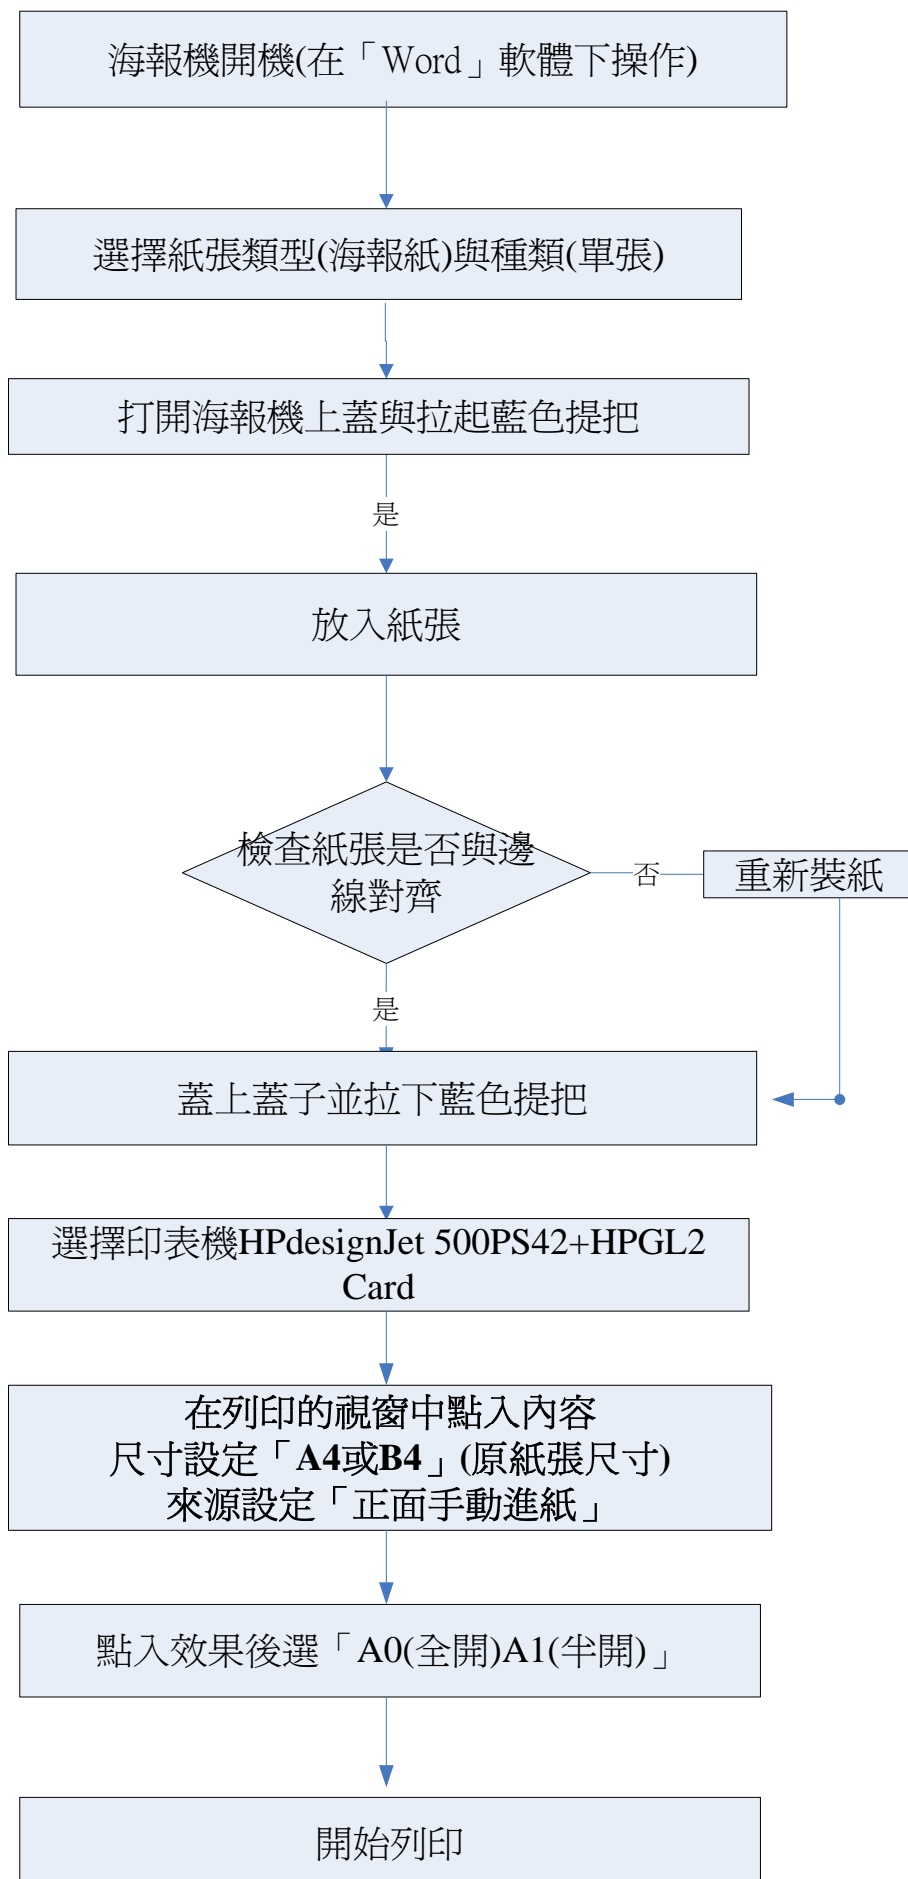 海報機開機(在「Word」軟體下操作)
選擇紙張類型(海報紙)與種類(單張)
打開海報機上蓋與拉起藍色提把
是
放入紙張
檢查紙張是否與邊
線對齊
否
重新裝紙
是
蓋上蓋子並拉下藍色提把
選擇印表機HPdesignJet 500PS42+HPGL2
Card
在列印的視窗中點入內容
尺寸設定「A4或B4」(原紙張尺寸)
來源設定「正面手動進紙」
點入效果後選「A0(全開)A1(半開)」
開始列印